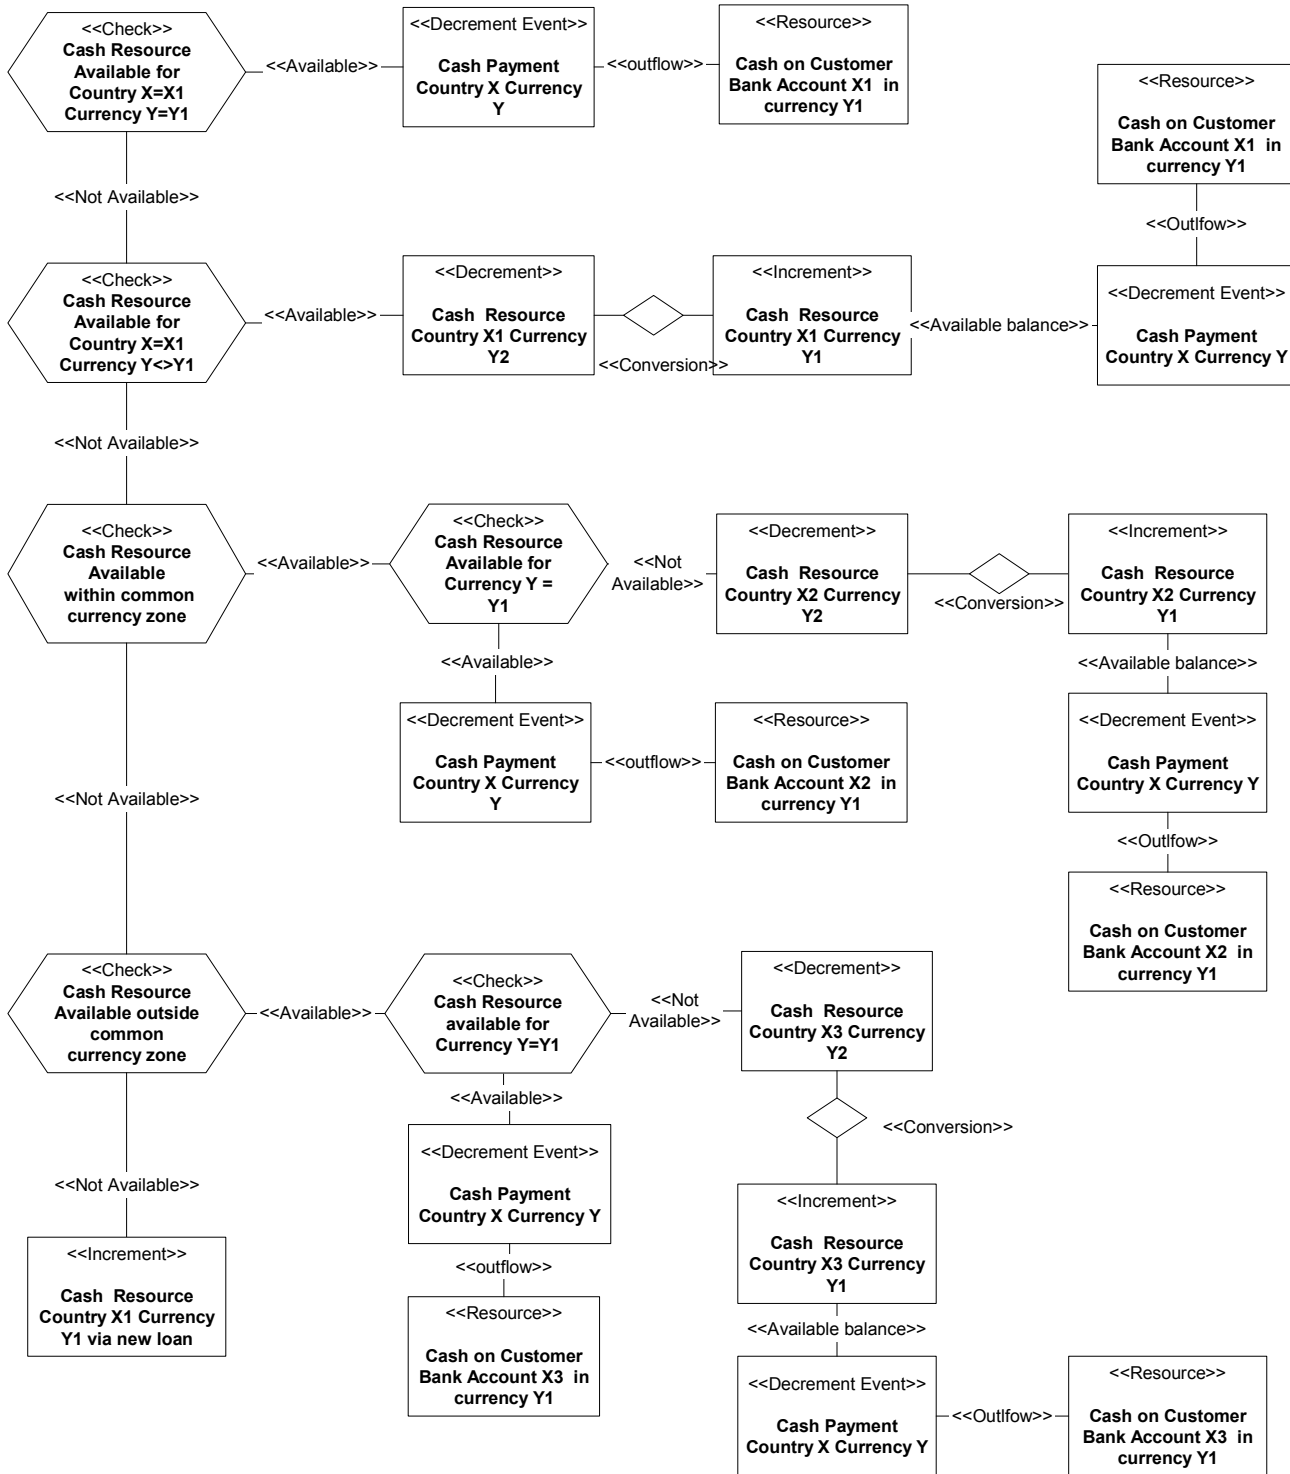 <<Check>>
Cash Resource
Available for
Country X=X1
Currency Y=Y1
<<Available>>
<<Decrement Event>>
Cash Payment
Country X Currency
Y
<<outflow>>
<<Resource>>
Cash on Customer
Bank Account X1 in
currency Y1
<<Resource>>
Cash on Customer
Bank Account X1 in
currency Y1
<<Not Available>>
<<Outlfow>>
<<Check>>
Cash Resource
Available for
Country X=X1
Currency Y<>Y1
<<Available>>
<<Decrement>>
Cash Resource
Country X1 Currency
Y2
<<Conversion>>
<<Increment>>
Cash Resource
Country X1 Currency
Y1
<<Available balance>>
<<Decrement Event>>
Cash Payment
Country X Currency Y
<<Not Available>>
<<Check>>
Cash Resource
Available
within common
currency zone
<<Available>>
<<Check>>
Cash Resource
Available for
Currency Y =
Y1
<<Not
Available>>
<<Decrement>>
Cash Resource
Country X2 Currency
Y2
<<Conversion>>
<<Increment>>
Cash Resource
Country X2 Currency
Y1
<<Available>>
<<Available balance>>
<<Decrement Event>>
Cash Payment
Country X Currency
Y
<<outflow>>
<<Resource>>
Cash on Customer
Bank Account X2 in
currency Y1
<<Decrement Event>>
Cash Payment
Country X Currency Y
<<Not Available>>
<<Outlfow>>
<<Resource>>
Cash on Customer
Bank Account X2 in
currency Y1
<<Check>>
Cash Resource
Available outside
common
currency zone
<<Available>>
<<Check>>
Cash Resource
available for
Currency Y=Y1
<<Not
Available>>
<<Decrement>>
Cash Resource
Country X3 Currency
Y2
<<Available>>
<<Conversion>>
<<Decrement Event>>
Cash Payment
Country X Currency Y
<<Not Available>>
<<Increment>>
Cash Resource
Country X3 Currency
Y1
<<Increment>>
Cash Resource
Country X1 Currency
Y1 via new loan
<<outflow>>
<<Resource>>
Cash on Customer
Bank Account X3 in
currency Y1
<<Available balance>>
<<Decrement Event>>
Cash Payment
Country X Currency Y
<<Outlfow>>
<<Resource>>
Cash on Customer
Bank Account X3 in
currency Y1